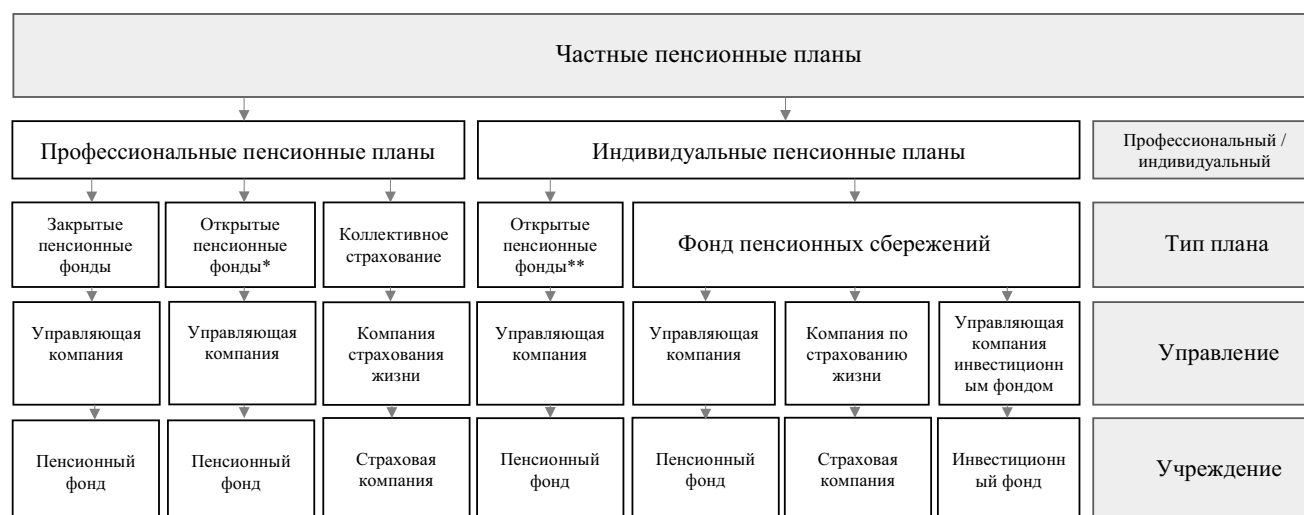 Частные пенсионные планы
Профессиональные пенсионные планы
Индивидуальные пенсионные планы
Профессиональный /
индивидуальный
Закрытые
пенсионные
фонды
Открытые
пенсионные
фонды*
Коллективное
страхование
Открытые
пенсионные
фонды**
Фонд пенсионных сбережений
Тип плана
Управляющая
компания
Управляющая
компания
Компания
страхования
жизни
Управляющая
компания
Управляющая
компания
Компания по
страхованию
жизни
Управляющая
компания
инвестиционн
ым фондом
Управление
Пенсионный
фонд
Пенсионный
фонд
Страховая
компания
Пенсионный
фонд
Пенсионный
фонд
Страховая
компания
Инвестиционн
ый фонд
Учреждение